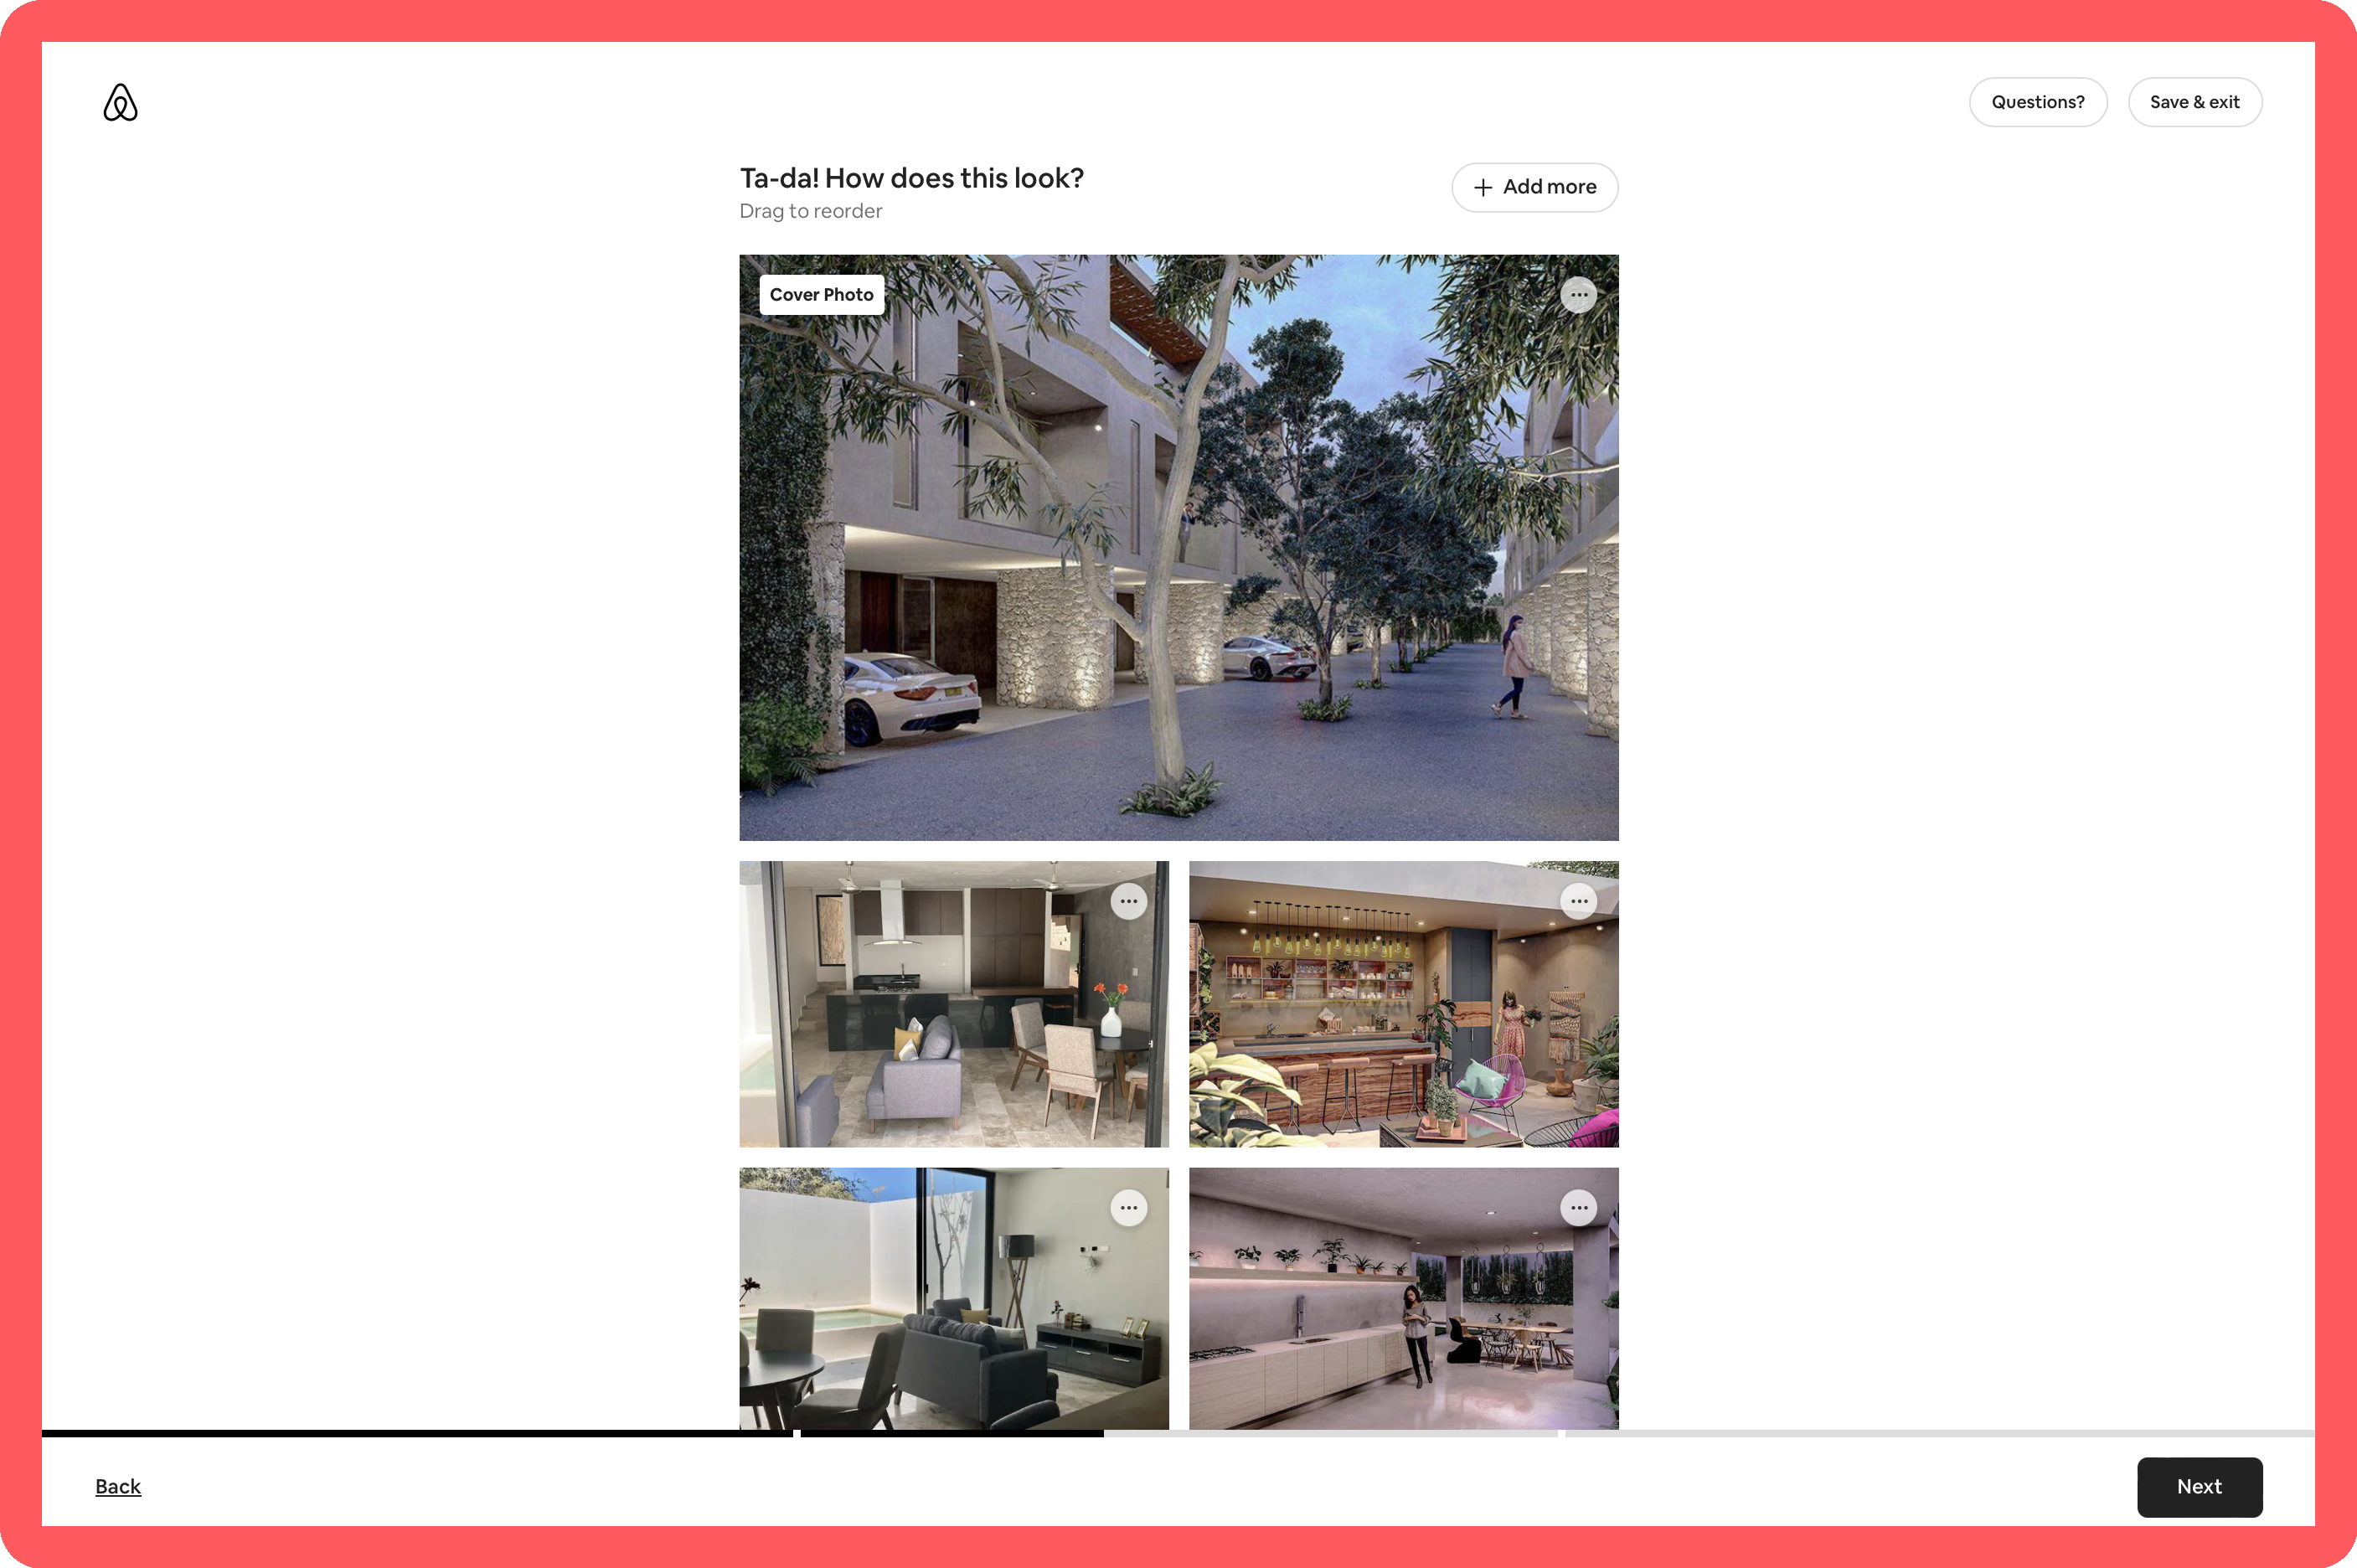 Questions?
Save & exit
Ta-da! How does this look?
Drag to reorder
Add more
Cover Photo
Back
Next